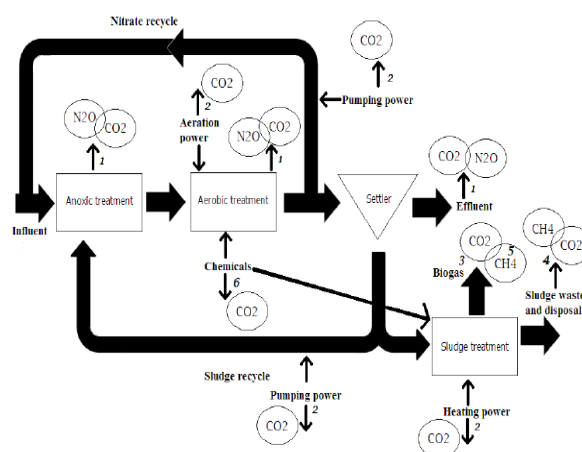 Nitrate recycle
CO2
2
Pumping power
CO2
2
Aeration
power
N2O
CO2
1
N2O
CO2
1
CO2
N2O
1
Effluent
Influent
Anoxic treatment
Aerobic treatment
Settler
CH4
CO2
4
Sludge waste
and disposal
CO2
3
5
CH4
Biogas
Chemicals
6
CO2
Sludge treatment
Sludge recycle
Pumping power
2
CO2
Heating power
2
CO2